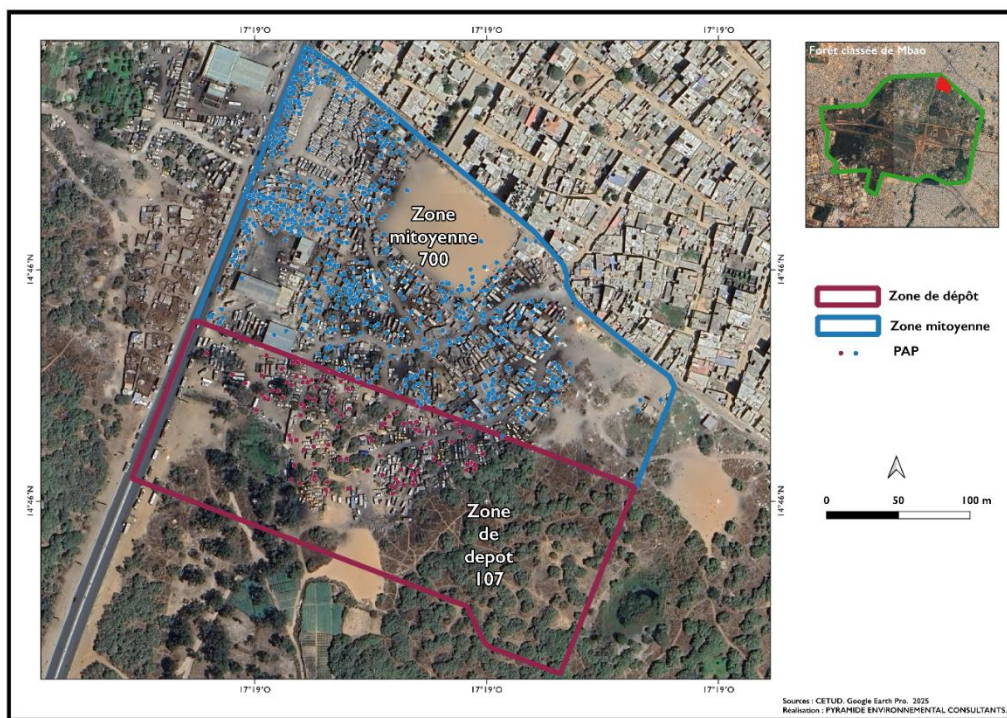 17°19'O 17°19'O 17°19'O
Forêt classée de Mbao
14°46'N
14°46'N
Zone
mitoyenne
700
Zone
de
depot
107
14°46'N
14°46'N
17°19'O 17°19'O 17°19'O
Zone de dépôt
Zone mitoyenne
PAP
0 50 100 m
Sources : CETUD. Google Earth Pro. 2025
Réalisation : PYRAMIDE ENVIRONMENTAL CONSULTANTS.